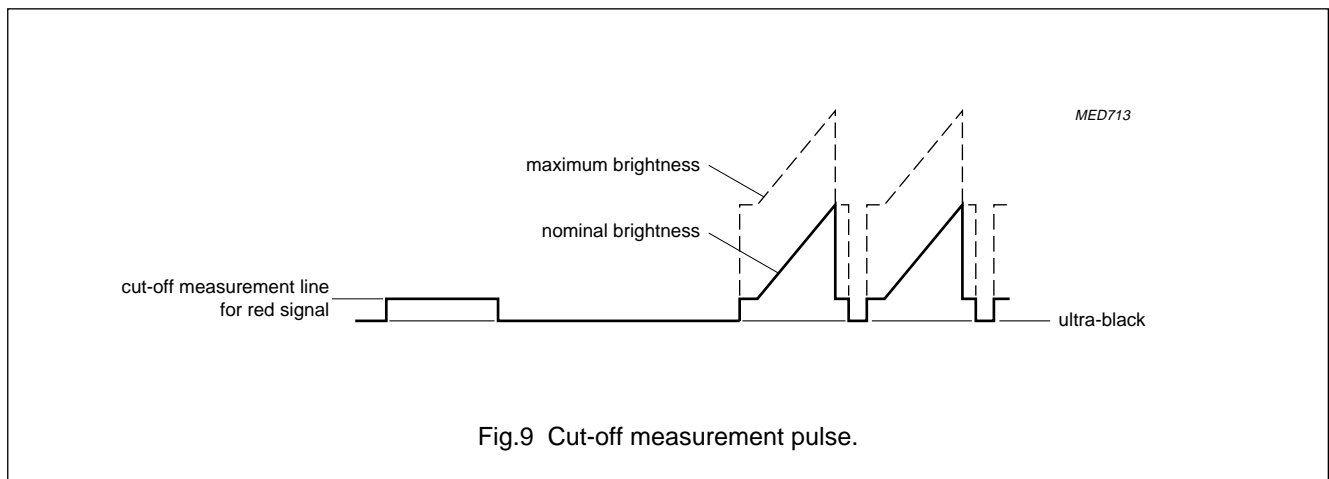 MED713
maximum brightness
nominal brightness
cut-off measurement line
for red signal
ultra-black
Fig.9 Cut-off measurement pulse.